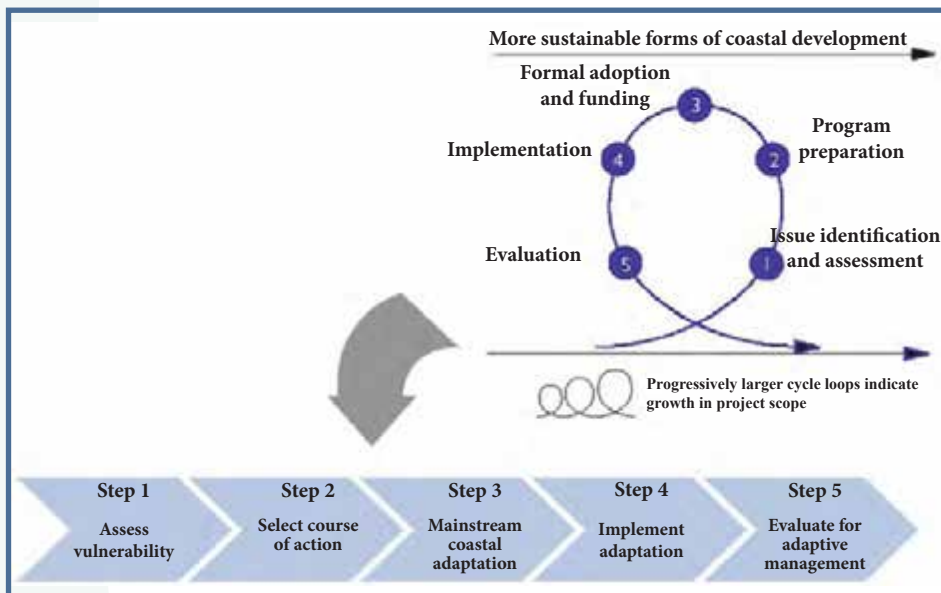 More sustainable forms of coastal development
Formal adoption
and funding
3
Implementation
4
2
Program
preparation
Evaluation
5
1
Issue identification
and assessment
Progressively larger cycle loops indicate
growth in project scope
Step 1
Assess
vulnerability
Step 2
Select course
of action
Step 3
Mainstream
coastal
adaptation
Step 4
Implement
adaptation
Step 5
Evaluate for
adaptive
management